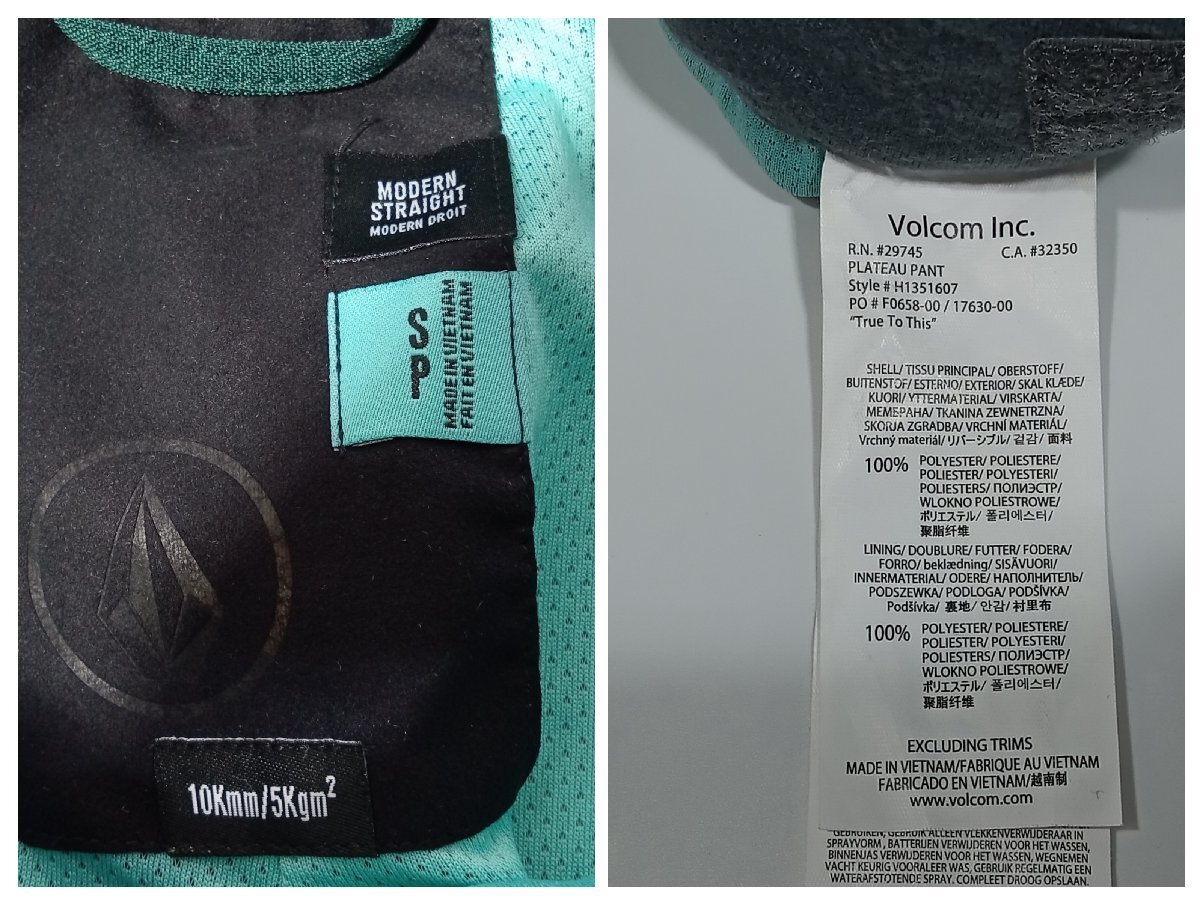 MODERN
STRAIGHT
MODERN DROIT
S
P
MADE IN VIETNAM
FAIT EN VIETNAM
10Kmm/5Kgm²
Volcom Inc.
R.N. #29745 C.A. #32350
PLATEAU PANT
Style # H1351607
PO # F0658-00 / 17630-00
"True To This"
SHELL/ TISSU PRINCIPAL/ OBERSTOFF/
BUITENSTOF/ ESTERNO/ EXTERIOR/ SKAL KLÆDE/
KUORI/ YTTERMATERIAL/ VIRSKARTA/
МЕМБРАНА/ TKANINA ZEWNETRZNA/
SKORJA ZGRADBA/ VRCHNÍ MATERIÁL/
Vrchný materiál/ リバーシブル/ 겉감/ 面料
100% POLYESTER/ POLIESTERE/
POLIESTER/ POLYESTERI/
POLIESTERS/ ПОЛИЭСТР/
WLOKNO POLIESTROWE/
ポリエステル/ 폴리에스터/
聚脂纤维
LINING/ DOUBLURE/ FUTTER/ FODERA/
FORRO/ beklædning/ SISÄVUORI/
INNERMATERIAL/ ODERE/ НАПОЛНИТЕЛЬ/
PODSZEWKA/ PODLOGA/ PODŠÍVKA/
Podšívka/ 裏地/ 안감/ 村里布
100% POLYESTER/ POLIESTERE/
POLIESTER/ POLYESTERI/
POLIESTERS/ ПОЛИЭСТР/
WLOKNO POLIESTROWE/
ポリエステル/ 폴리에스터/
聚脂纤维
EXCLUDING TRIMS
MADE IN VIETNAM/FABRIQUE AU VIETNAM
FABRICADO EN VIETNAM/越南制
www.volcom.com
GEBRUIKEN, GEBRUIK ALLEEN VLEKKENVERWIJDERAAR IN
SPRAYVORM , BATTERIJEN VERWIJDEREN VOOR HET WASSEN,
BINNENJAS VERWIJDEREN VOOR HET WASSEN, WEGNEMEN
VACHT KEURIG VOORALEER WAS, GEBRUIK REGELMATIG EEN
WATERAFSTOTENDE SPRAY. COMPLEET DROOG OPSLAAN.